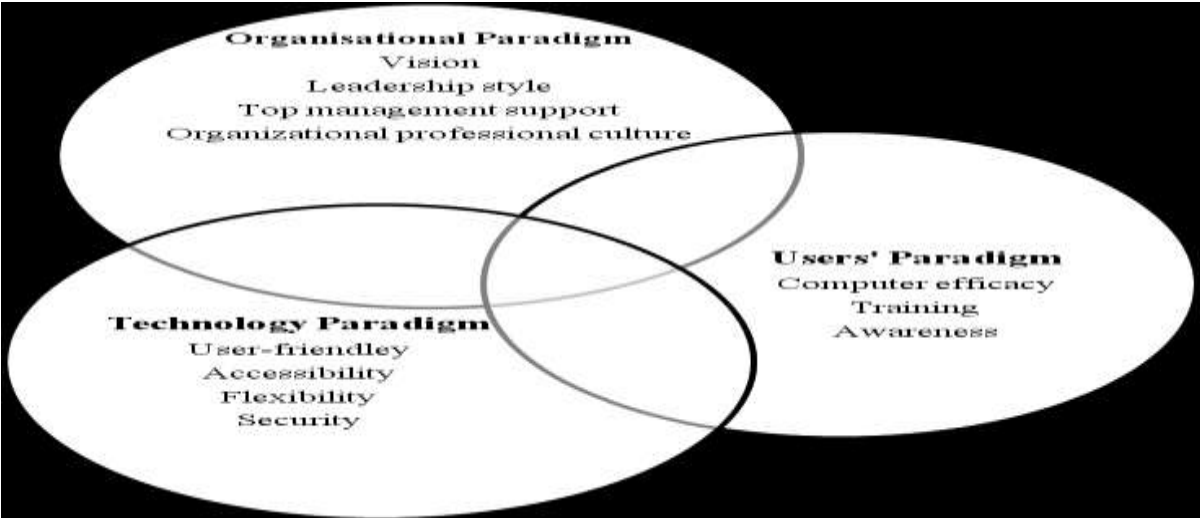 Organisational Paradigm
Vision
Leadership style
Top management support
Organizational professional culture
Users' Paradigm
Computer efficacy
Training
Awareness
Technology Paradigm
User-friendley
Accessibility
Flexibility
Security